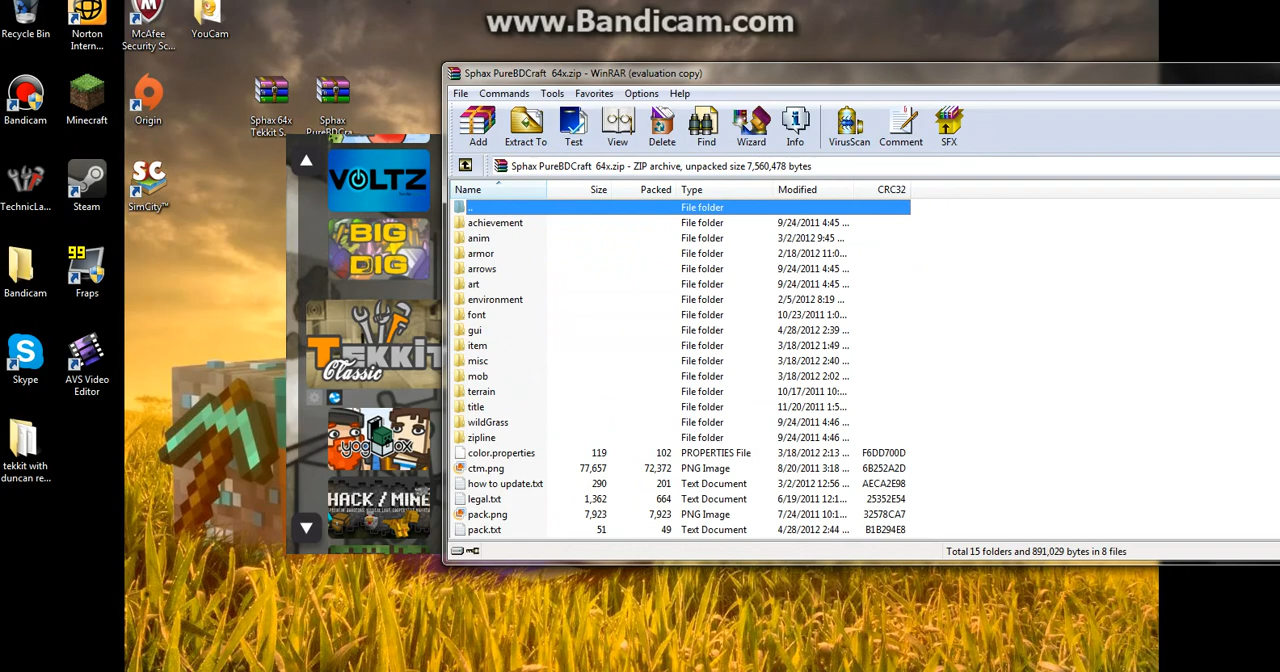 www.Bandicam.com
Recycle Bin
Norton Intern...
McAfee Security Sc...
YouCam
Bandicam
Minecraft
Origin
Sphax 64x Tekkit S...
Sphax PureBDCra...
TechnicLa...
Steam
SimCity™
Bandicam
99
Fraps
Skype
AVS Video Editor
tekkit with duncan re...
VOLTZ
BIG DIG
TEKKIT Classic
yogbox
HACK/MINE
Sphax PureBDCraft 64x.zip - WinRAR (evaluation copy)
File Commands Tools Favorites Options Help
Add Extract To Test View Delete Find Wizard Info VirusScan Comment SFX
Sphax PureBDCraft 64x.zip - ZIP archive, unpacked size 7,560,478 bytes
Name Size Packed Type Modified CRC32
.. File folder
achievement File folder 9/24/2011 4:45 ...
anim File folder 3/2/2012 9:45 ...
armor File folder 2/18/2012 11:0...
arrows File folder 9/24/2011 4:45 ...
art File folder 9/24/2011 4:45 ...
environment File folder 2/5/2012 8:19 ...
font File folder 10/23/2011 1:0...
gui File folder 4/28/2012 2:39 ...
item File folder 3/18/2012 1:49 ...
misc File folder 3/18/2012 2:40 ...
mob File folder 3/18/2012 2:02 ...
terrain File folder 10/17/2011 10:...
title File folder 11/20/2011 1:5...
wildGrass File folder 9/24/2011 4:46 ...
zipline File folder 9/24/2011 4:46 ...
color.properties 119 102 PROPERTIES File 3/18/2012 2:13 ... F6DD700D
ctm.png 77,657 72,372 PNG Image 8/20/2011 3:18 ... 6B252A2D
how to update.txt 290 201 Text Document 3/2/2012 12:56 ... AECA2E98
legal.txt 1,362 664 Text Document 6/19/2011 12:1... 25352E54
pack.png 7,923 7,923 PNG Image 7/24/2011 10:1... 32578CA7
pack.txt 51 49 Text Document 4/28/2012 2:44 ... B1B294E8
Total 15 folders and 891,029 bytes in 8 files